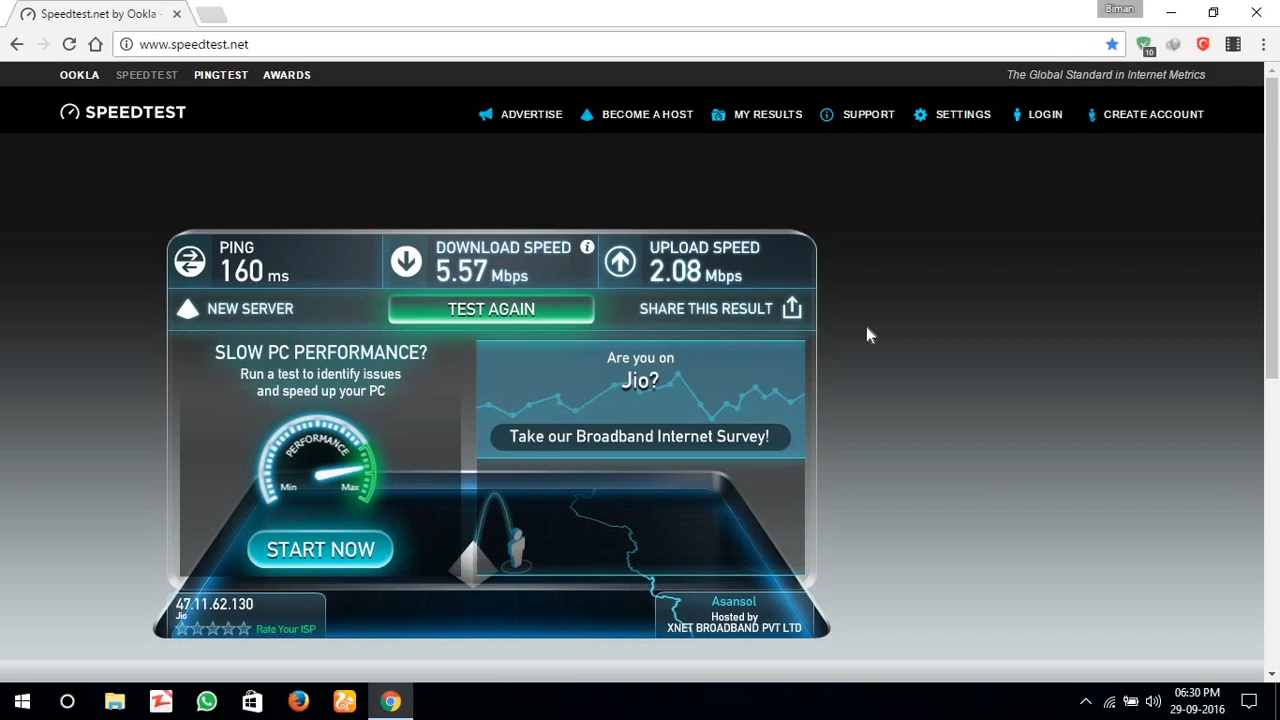 Speedtest.net by Ookla -
Biman
www.speedtest.net
10
OOKLA SPEEDTEST PINGTEST AWARDS
The Global Standard in Internet Metrics
SPEEDTEST
ADVERTISE BECOME A HOST MY RESULTS SUPPORT SETTINGS LOGIN CREATE ACCOUNT
PING
160 ms
DOWNLOAD SPEED
5.57 Mbps
UPLOAD SPEED
2.08 Mbps
NEW SERVER
TEST AGAIN
SHARE THIS RESULT
SLOW PC PERFORMANCE?
Run a test to identify issues
and speed up your PC
PERFORMANCE
Min Max
START NOW
Are you on
Jio?
Take our Broadband Internet Survey!
47.11.62.130
Jio
Rate Your ISP
Asansol
Hosted by
XNET BROADBAND PVT LTD
06:30 PM
29-09-2016